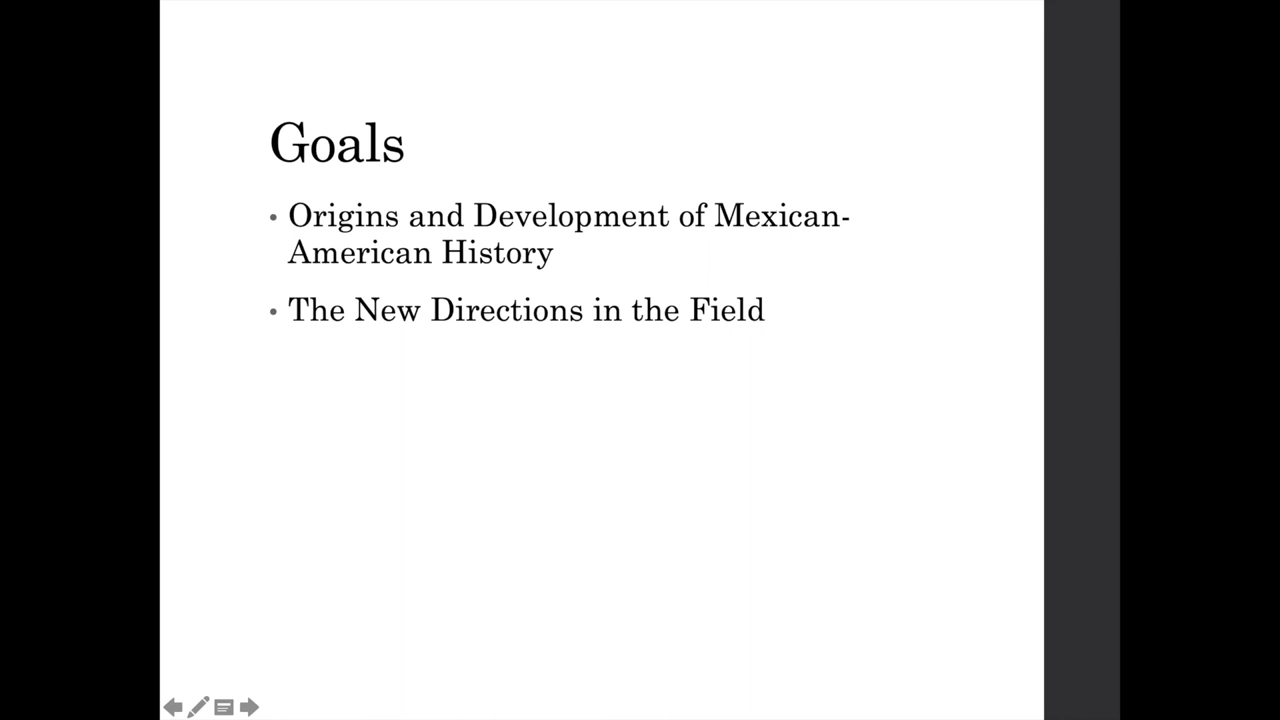 Goals
• Origins and Development of Mexican-
American History
• The New Directions in the Field